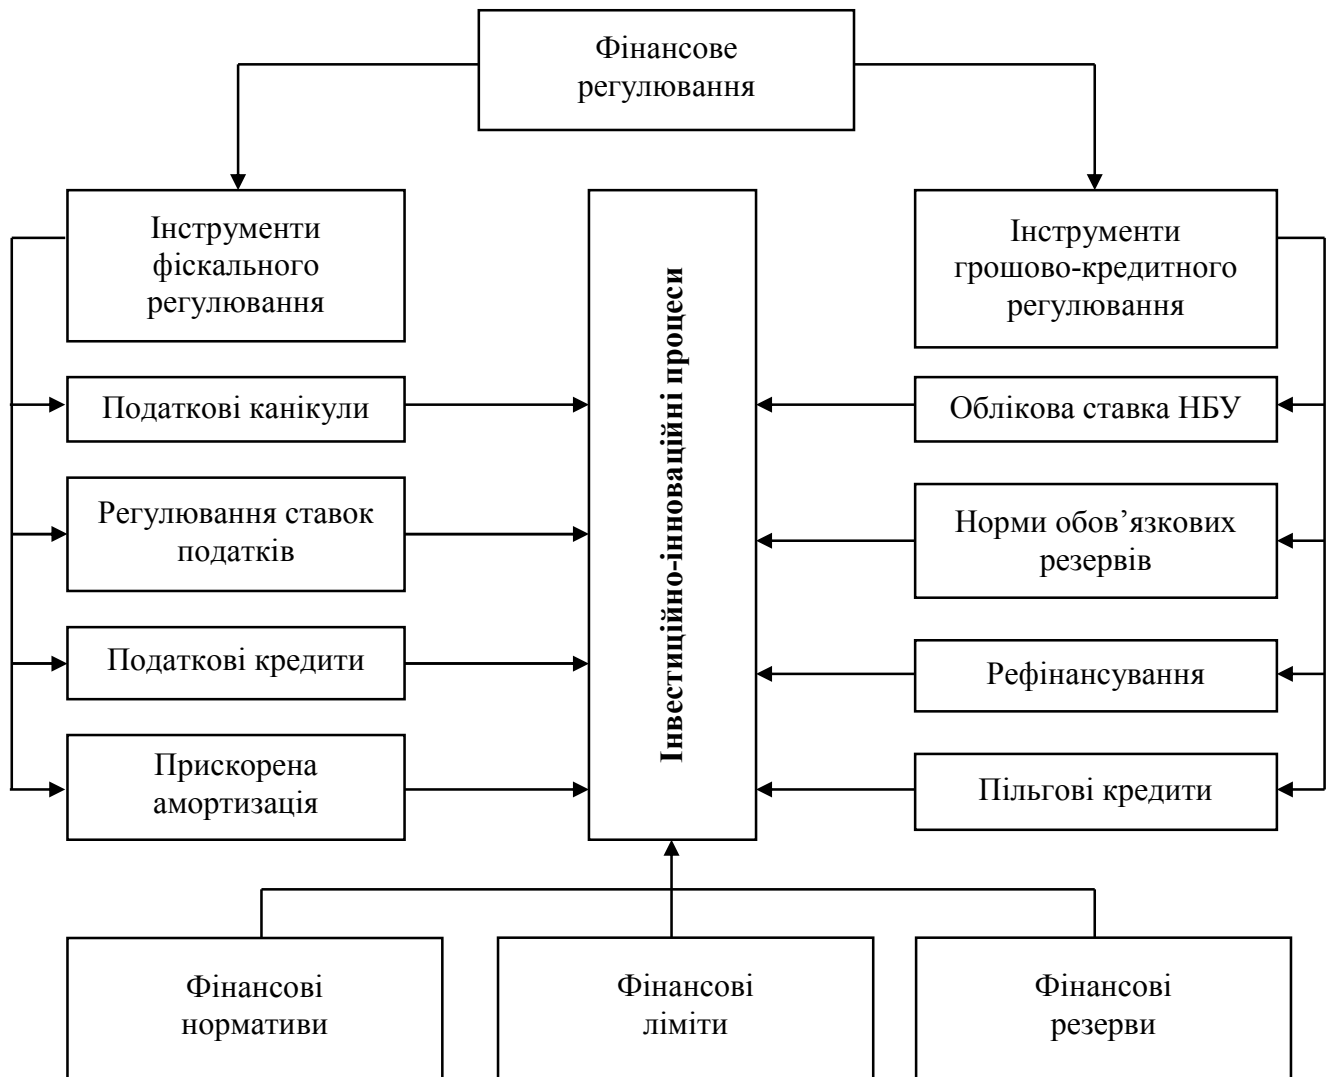 Фінансове
регулювання
Інструменти
фіскального
регулювання
Інструменти
грошово-кредитного
регулювання
Інвестиційно-інноваційні процеси
Податкові канікули
Облікова ставка НБУ
Регулювання ставок
податків
Норми обов’язкових
резервів
Податкові кредити
Рефінансування
Прискорена
амортизація
Пільгові кредити
Фінансові
нормативи
Фінансові
ліміти
Фінансові
резерви